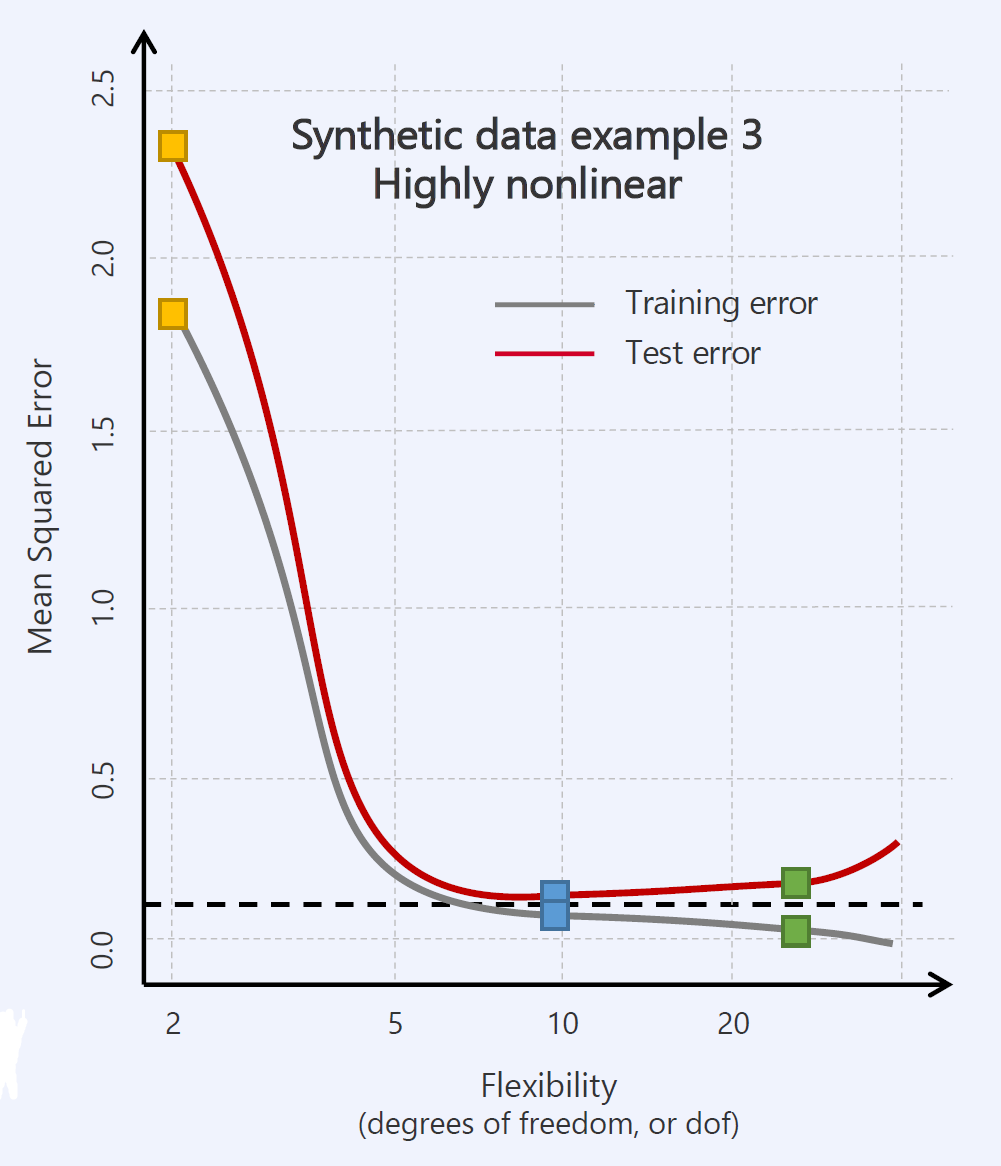 Synthetic data example 3
Highly nonlinear
Training error
Test error
Mean Squared Error
2.5
2.0
1.5
1.0
0.5
0.0
2 5 10 20
Flexibility
(degrees of freedom, or dof)